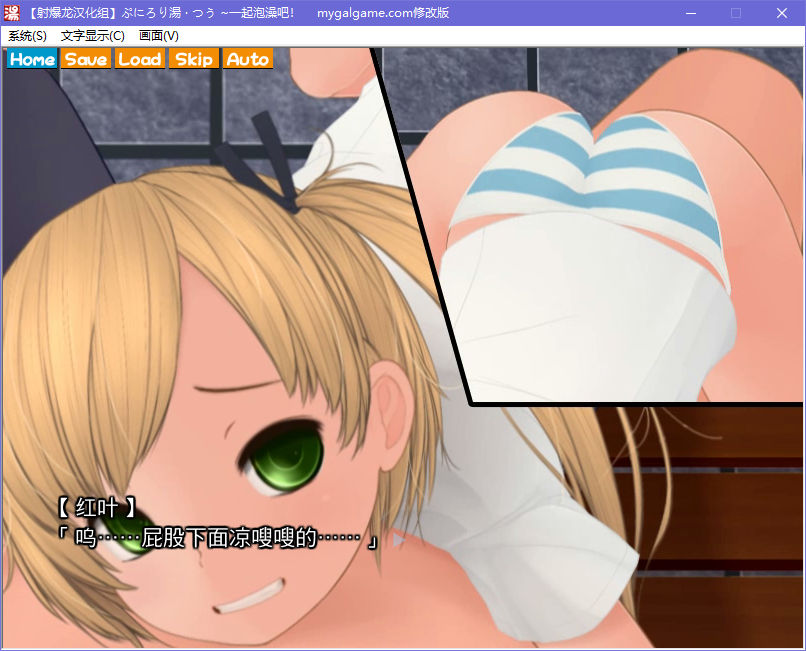 【射爆龙汉化组】ぷにろり湯·つう ~一起泡澡吧! mygalgame.com修改版
系统(S) 文字显示(C) 画面(V)
Home Save Load Skip Auto
【 红叶 】
「 呜……屁股下面凉嗖嗖的…… 」